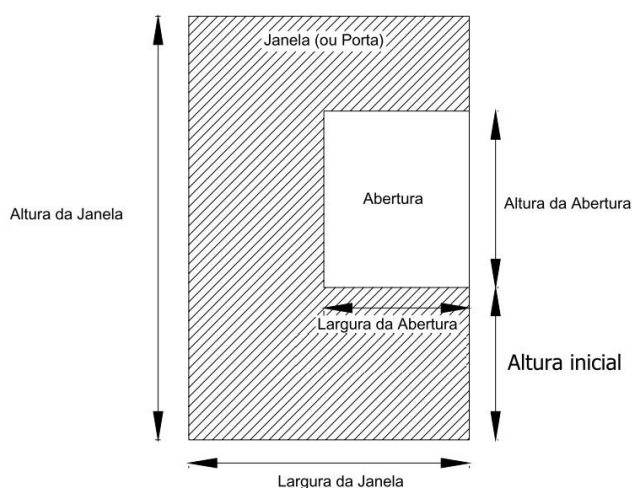 Janela (ou Porta)
Altura da Janela
Abertura
Altura da Abertura
Largura da Abertura
Altura inicial
Largura da Janela